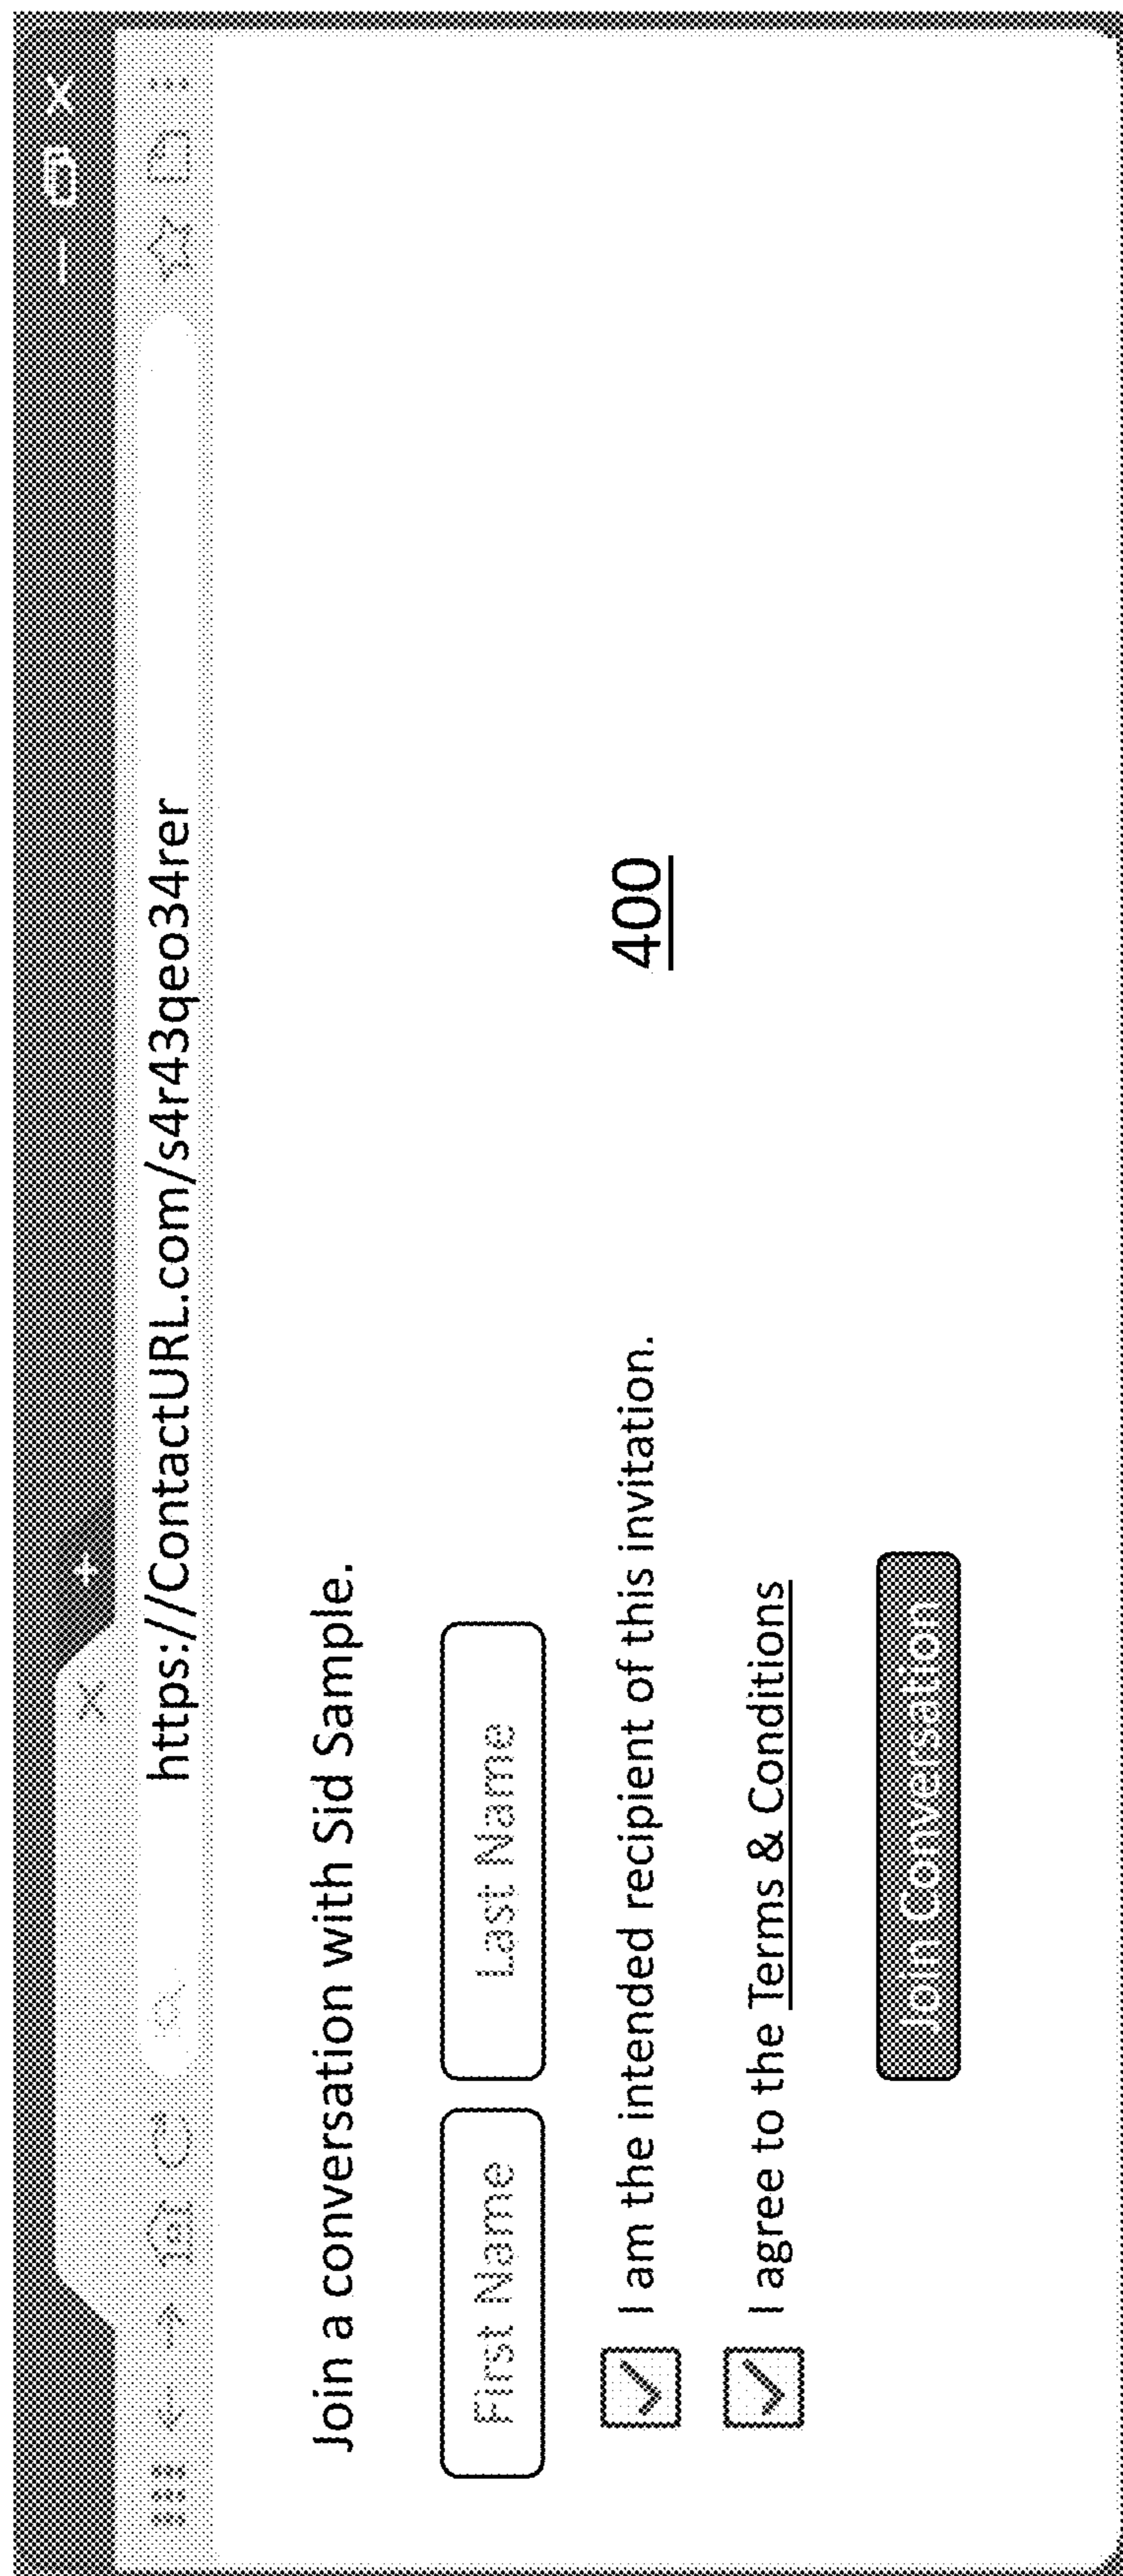 https://ContactURL.com/s4r43qeo34rer
Join a conversation with Sid Sample.
First Name
Last Name
I am the intended recipient of this invitation.
400
I agree to the Terms & Conditions
Join Conversation